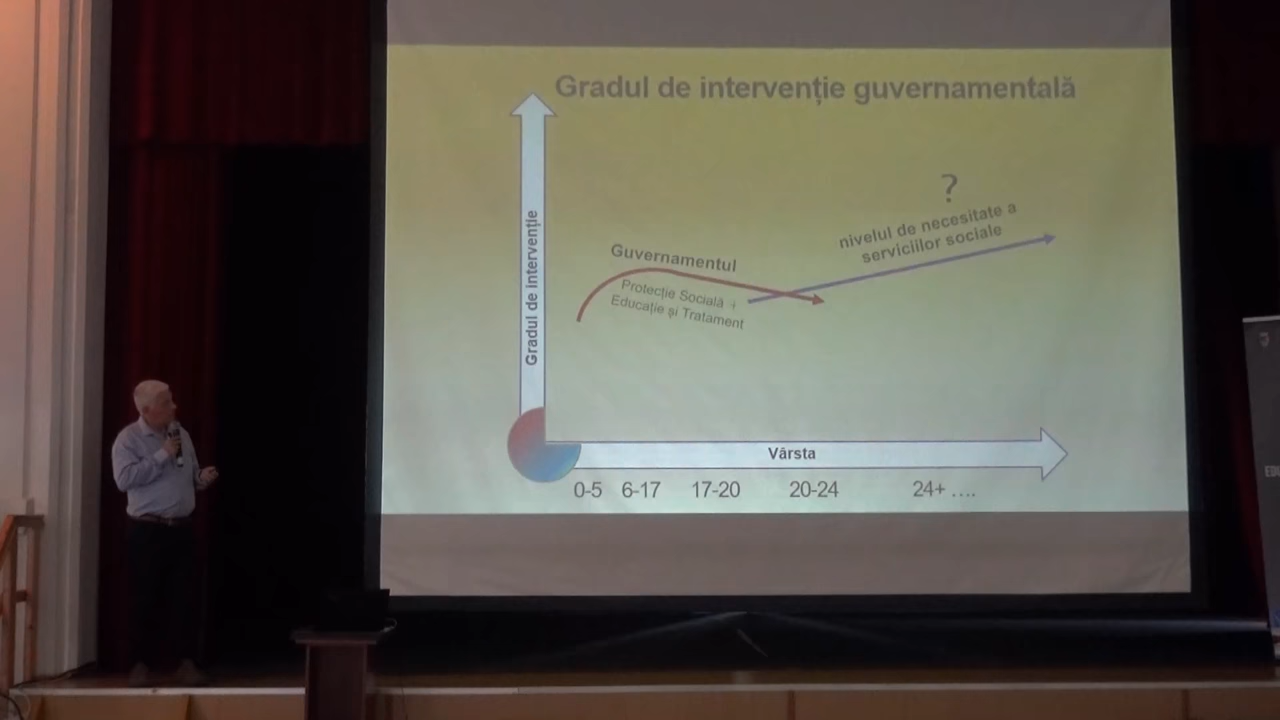 Gradul de intervenție guvernamentală
Gradul de intervenție
?
nivelul de necesitate a
serviciilor sociale
Guvernamentul
Protecție Socială +
Educație și Tratament
Vârsta
0-5 6-17 17-20 20-24 24+ ....